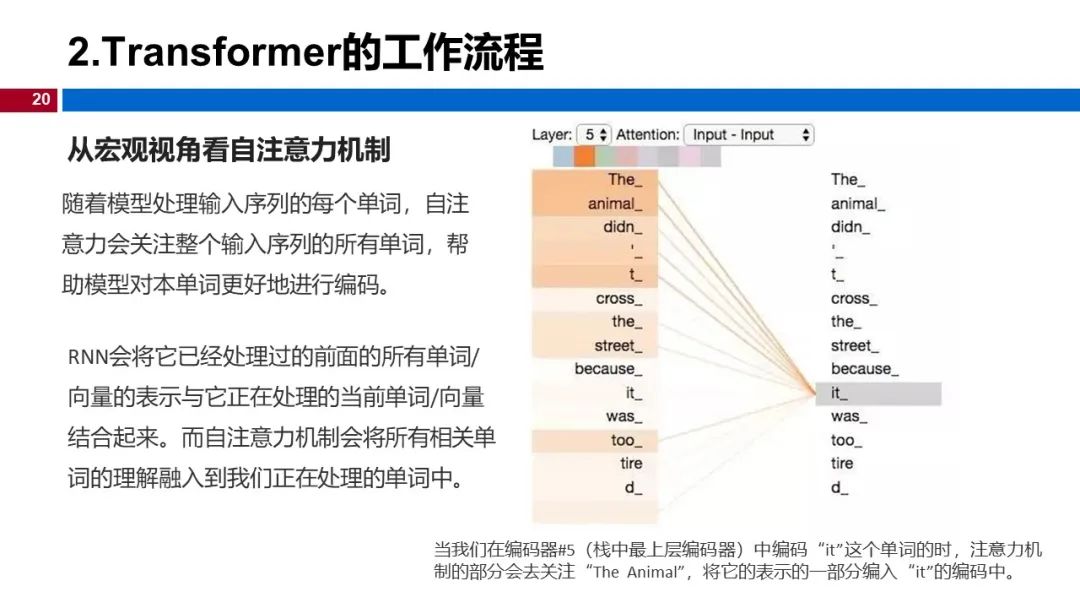 2.Transformer的工作流程
20
从宏观视角看自注意力机制
随着模型处理输入序列的每个单词，自注
意力会关注整个输入序列的所有单词，帮
助模型对本单词更好地进行编码。
RNN会将它已经处理过的前面的所有单词/
向量的表示与它正在处理的当前单词/向量
结合起来。而自注意力机制会将所有相关单
词的理解融入到我们正在处理的单词中。
Layer: 5 Attention: Input - Input
The_ The_
animal_ animal_
didn_ didn_
'_ '_
t_ t_
cross_ cross_
the_ the_
street_ street_
because_ because_
it_ it_
was_ was_
too_ too_
tire tire
d_ d_
当我们在编码器#5（栈中最上层编码器）中编码“it”这个单词的时，注意力机
制的部分会去关注“The Animal”，将它的表示的一部分编入“it”的编码中。